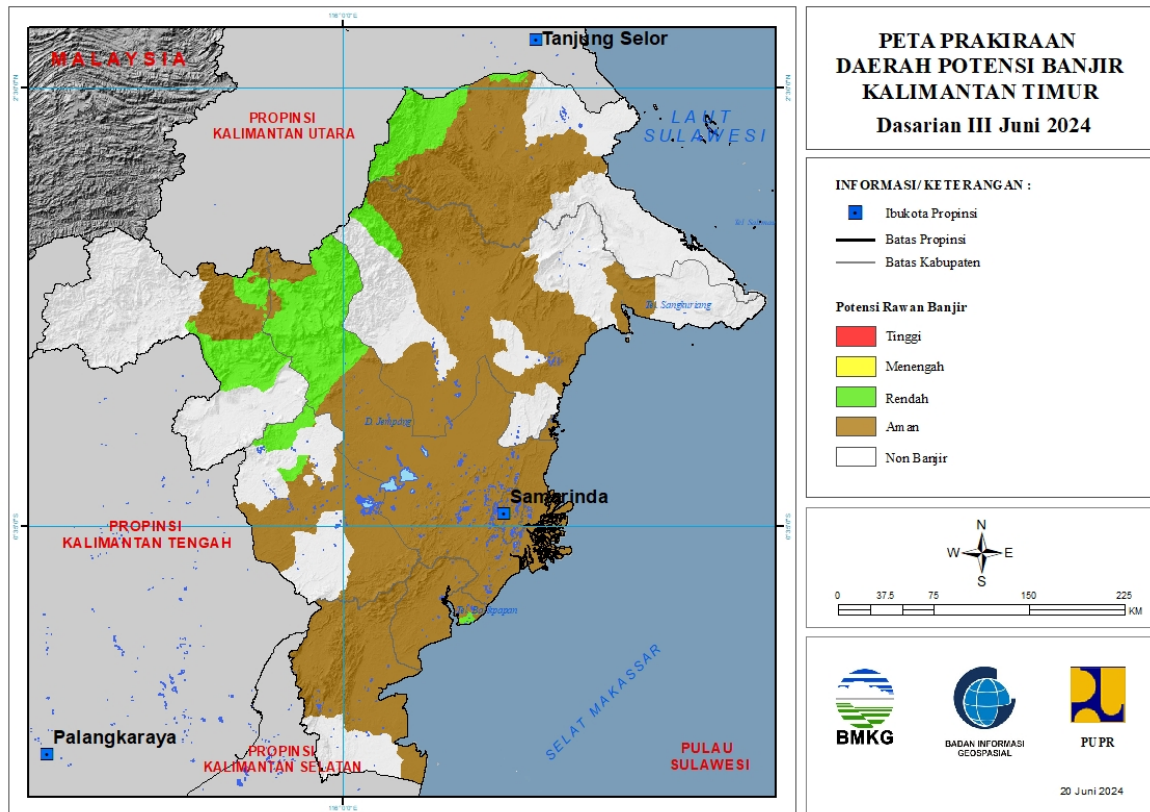 PETA PRAKIRAAN
DAERAH POTENSI BANJIR
KALIMANTAN TIMUR
Dasarian III Juni 2024
INFORMASI/ KETERANGAN :
Ibukota Propinsi
Batas Propinsi
Batas Kabupaten
Potensi Rawan Banjir
Tinggi
Menengah
Rendah
Aman
Non Banjir
N
W E
S
0 37.5 75 150 225
KM
BMKG
BADAN INFORMASI
GEOSPASIAL
PUPR
20 Juni 2024
Tanjung Selor
MALAYSIA
PROPINSI
KALIMANTAN UTARA
LAUT
SULAWESI
Tel. Sangkuriang
D. Jempang
Samarinda
PROPINSI
KALIMANTAN TENGAH
SELAT MAKASSAR
Palangkaraya
PROPINSI
KALIMANTAN SELATAN
PULAU
SULAWESI